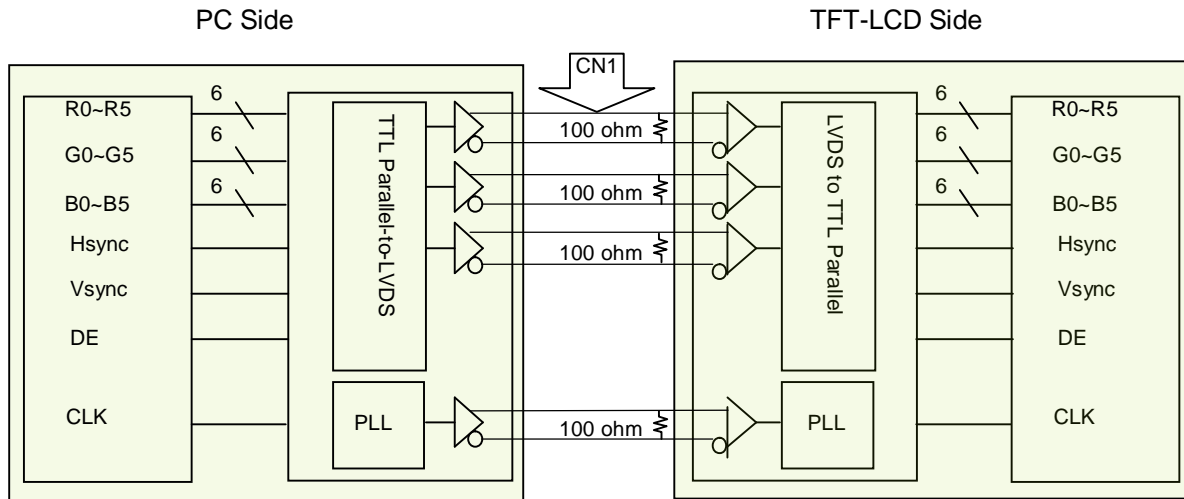 PC Side
TFT-LCD Side
CN1
R0~R5
6
G0~G5
6
B0~B5
6
Hsync
Vsync
DE
CLK
TTL Parallel-to-LVDS
PLL
100 ohm
100 ohm
100 ohm
100 ohm
LVDS to TTL Parallel
PLL
6
R0~R5
6
G0~G5
6
B0~B5
Hsync
Vsync
DE
CLK